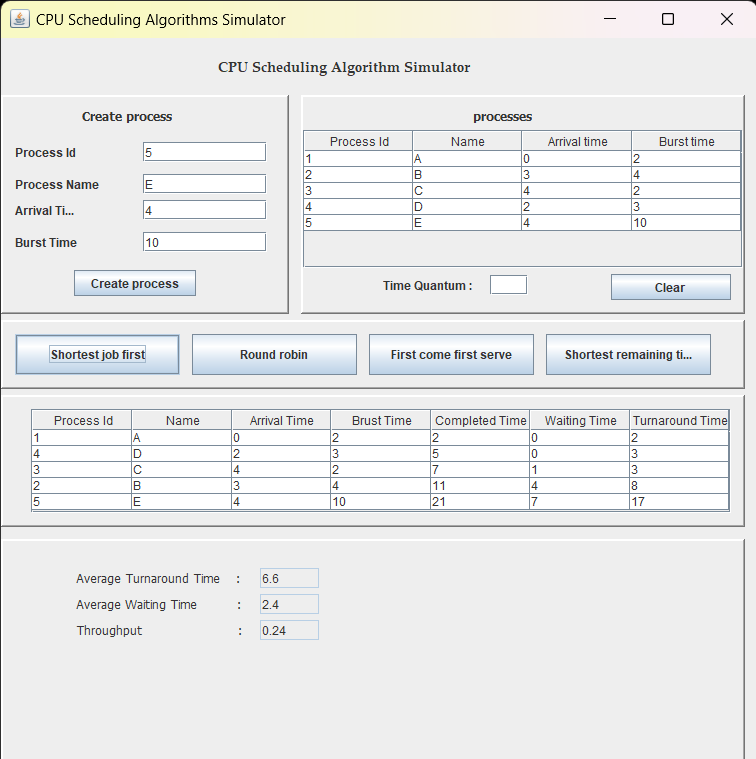 CPU Scheduling Algorithms Simulator
CPU Scheduling Algorithm Simulator
Create process
Process Id 5
Process Name E
Arrival Ti... 4
Burst Time 10
Create process
processes
Process Id Name Arrival time Burst time
1 A 0 2
2 B 3 4
3 C 4 2
4 D 2 3
5 E 4 10
Time Quantum : Clear
Shortest job first Round robin First come first serve Shortest remaining ti...
Process Id Name Arrival Time Brust Time Completed Time Waiting Time Turnaround Time
1 A 0 2 2 0 2
4 D 2 3 5 0 3
3 C 4 2 7 1 3
2 B 3 4 11 4 8
5 E 4 10 21 7 17
Average Turnaround Time : 6.6
Average Waiting Time : 2.4
Throughput : 0.24